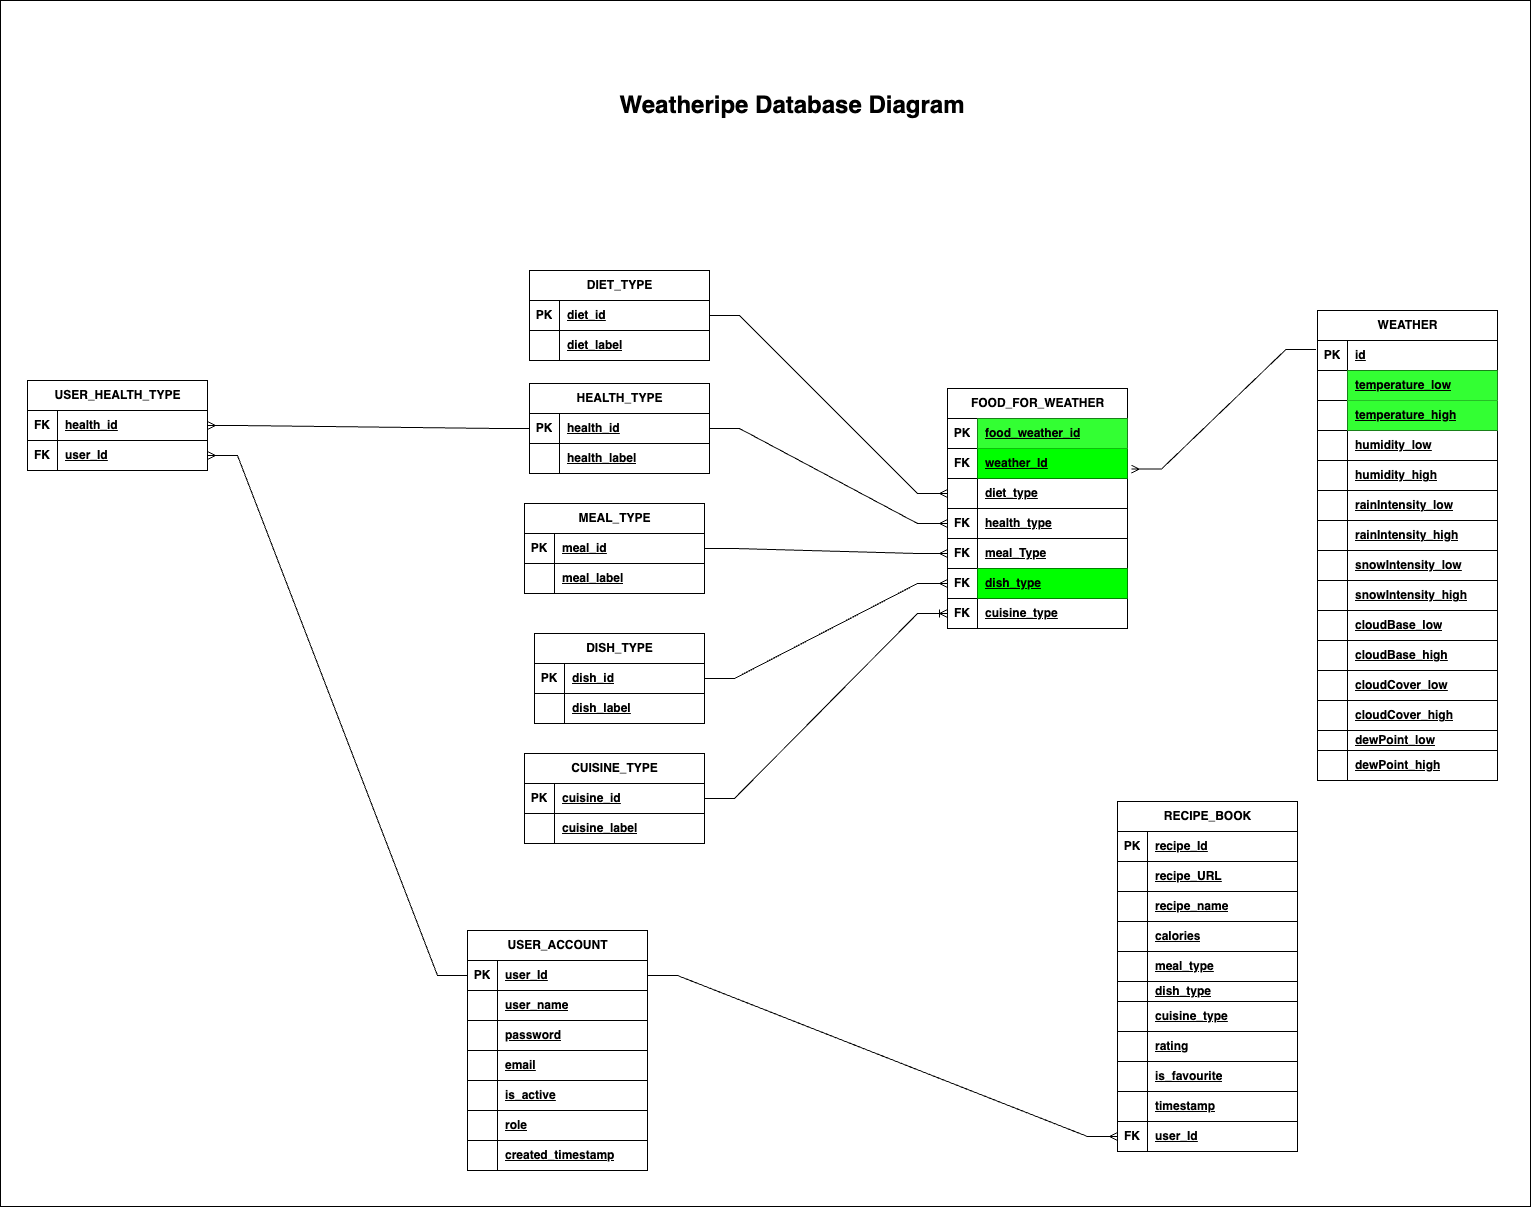 Weatheripe Database Diagram
DIET_TYPE
PK diet_id
diet_label
WEATHER
PK id
temperature_low
temperature_high
humidity_low
humidity_high
rainIntensity_low
rainIntensity_high
snowIntensity_low
snowIntensity_high
cloudBase_low
cloudBase_high
cloudCover_low
cloudCover_high
dewPoint_low
dewPoint_high
USER_HEALTH_TYPE
FK health_id
FK user_Id
HEALTH_TYPE
PK health_id
health_label
FOOD_FOR_WEATHER
PK food_weather_id
FK weather_Id
diet_type
FK health_type
FK meal_Type
FK dish_type
FK cuisine_type
MEAL_TYPE
PK meal_id
meal_label
DISH_TYPE
PK dish_id
dish_label
CUISINE_TYPE
PK cuisine_id
cuisine_label
RECIPE_BOOK
PK recipe_Id
recipe_URL
recipe_name
calories
meal_type
dish_type
cuisine_type
rating
is_favourite
timestamp
FK user_Id
USER_ACCOUNT
PK user_Id
user_name
password
email
is_active
role
created_timestamp